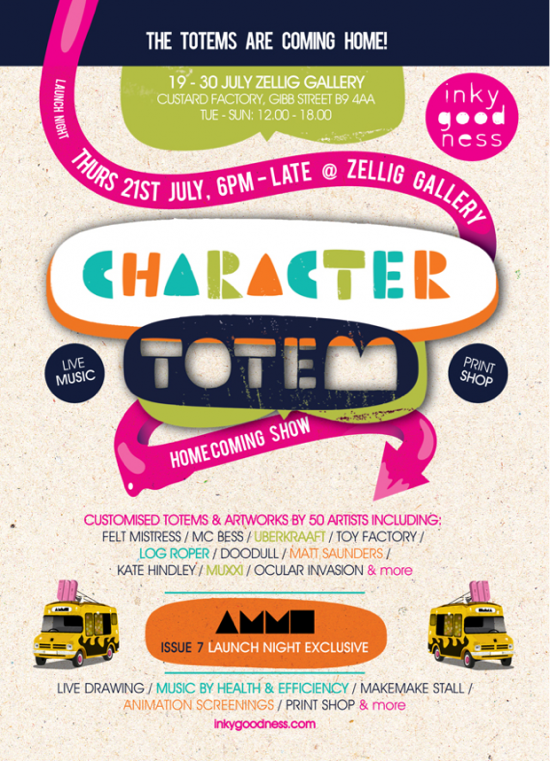 THE TOTEMS ARE COMING HOME!
19 - 30 JULY ZELLIG GALLERY
CUSTARD FACTORY, GIBB STREET B9 4AA
TUE - SUN: 12.00 - 18.00
inky
good
ness
LAUNCH NIGHT
THURS 21ST JULY, 6PM - LATE @ ZELLIG GALLERY
CHARACTER
TOTEM
LIVE
MUSIC
PRINT
SHOP
HOMECOMING SHOW
CUSTOMISED TOTEMS & ARTWORKS BY 50 ARTISTS INCLUDING:
FELT MISTRESS / MC BESS / UBERKRAAFT / TOY FACTORY /
LOG ROPER / DOODULL / MATT SAUNDERS /
KATE HINDLEY / MUXXI / OCULAR INVASION & more
AMMO
ISSUE 7 LAUNCH NIGHT EXCLUSIVE
LIVE DRAWING / MUSIC BY HEALTH & EFFICIENCY / MAKEMAKE STALL /
ANIMATION SCREENINGS / PRINT SHOP & more
inkygoodness.com